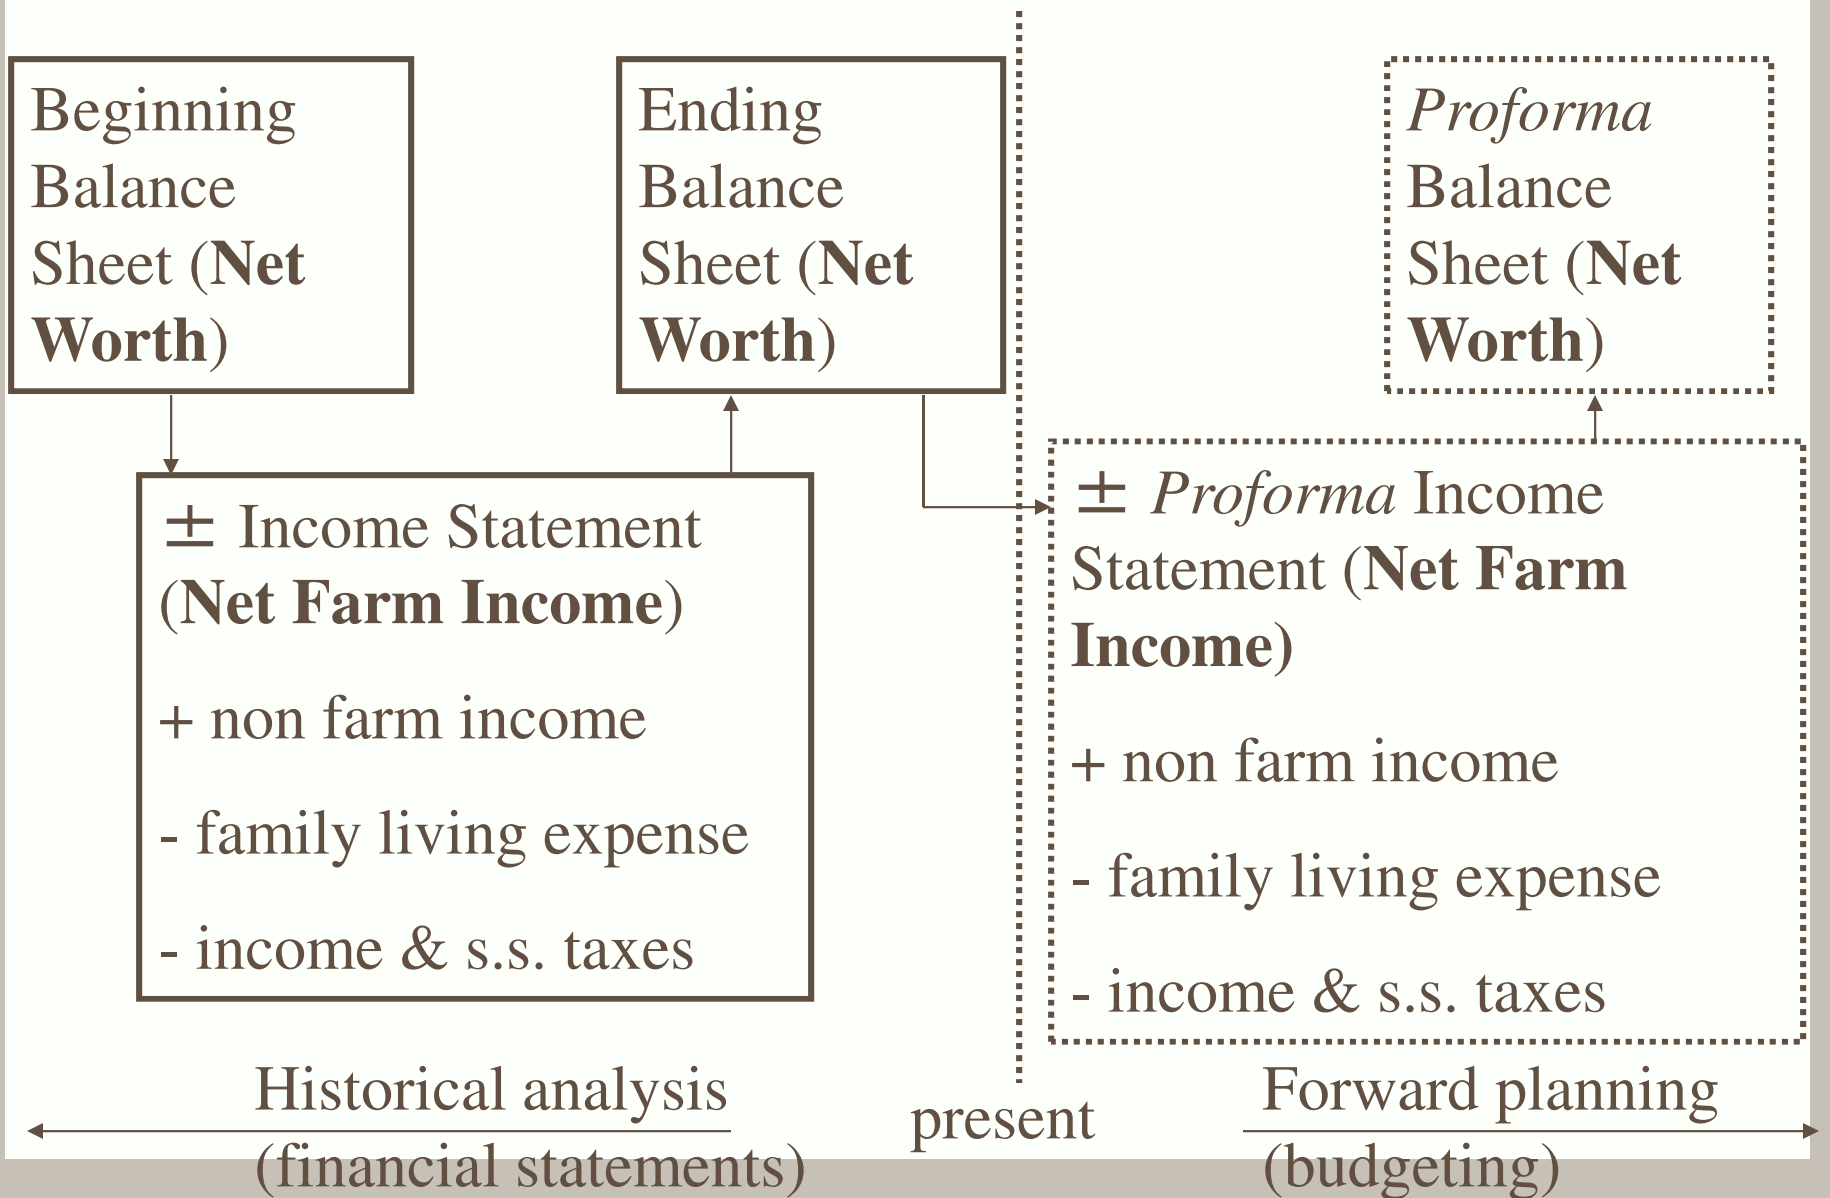 Beginning
Balance
Sheet (Net
Worth)
Ending
Balance
Sheet (Net
Worth)
Proforma
Balance
Sheet (Net
Worth)
± Income Statement
(Net Farm Income)
+ non farm income
- family living expense
- income & s.s. taxes
± Proforma Income
Statement (Net Farm
Income)
+ non farm income
- family living expense
- income & s.s. taxes
Historical analysis
(financial statements)
present
Forward planning
(budgeting)